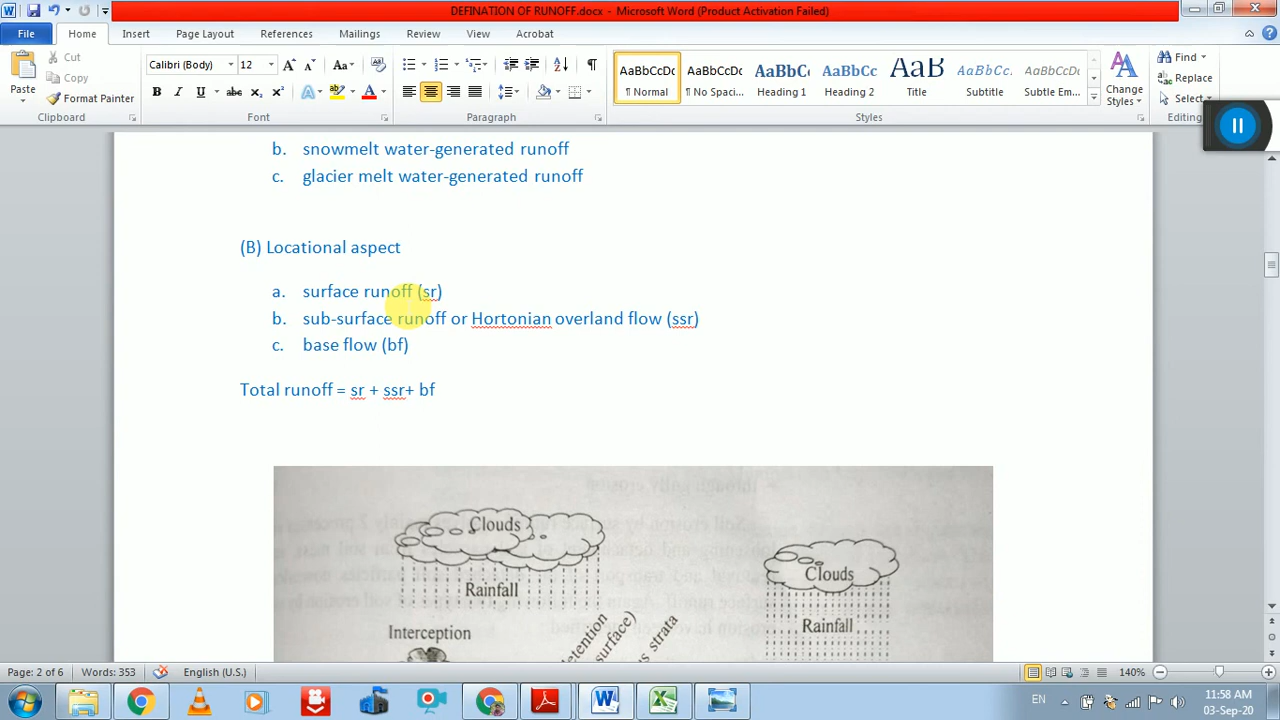 DEFINATION OF RUNOFF.docx - Microsoft Word (Product Activation Failed)
File Home Insert Page Layout References Mailings Review View Acrobat
Cut
Copy
Format Painter
Paste
Clipboard
Calibri (Body) 12
Font
Paragraph
AaBbCcDc AaBbCcDc AaBbC AaBbCc AaB AaBbCcD AaBbCcD
¶ Normal ¶ No Spaci... Heading 1 Heading 2 Title Subtitle Subtle Em...
Change Styles
Styles
Find
Replace
Select
Editing
b. snowmelt water-generated runoff
c. glacier melt water-generated runoff
(B) Locational aspect
a. surface runoff (sr)
b. sub-surface runoff or Hortonian overland flow (ssr)
c. base flow (bf)
Total runoff = sr + ssr+ bf
Clouds
Clouds
Rainfall
Rainfall
Interception
etention
surface)
s strata
Page: 2 of 6 Words: 353 English (U.S.) 140%
EN 11:58 AM
03-Sep-20